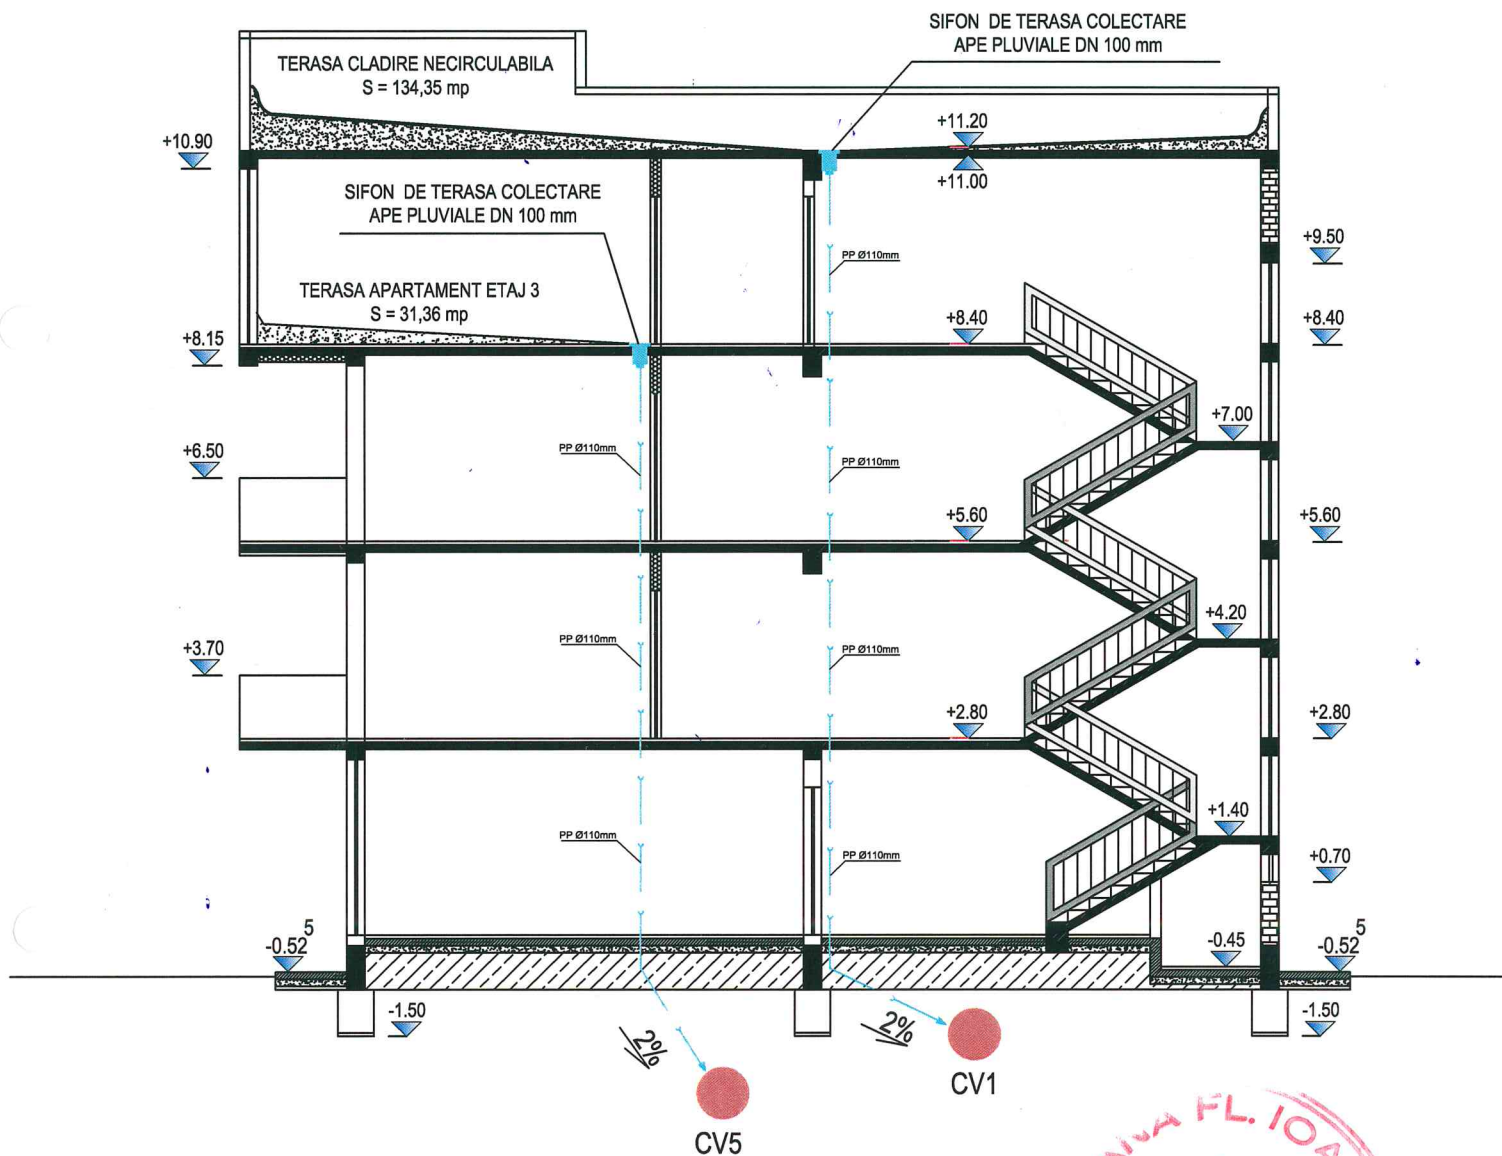 SIFON DE TERASA COLECTARE
APE PLUVIALE DN 100 mm
TERASA CLADIRE NECIRCULABILA
S = 134,35 mp
+10.90
+11.20
+11.00
SIFON DE TERASA COLECTARE
APE PLUVIALE DN 100 mm
PP Ø110mm
+9.50
TERASA APARTAMENT ETAJ 3
S = 31,36 mp
+8.15
+8.40
+8.40
+7.00
+6.50
PP Ø110mm
PP Ø110mm
+5.60
+5.60
+4.20
+3.70
PP Ø110mm
PP Ø110mm
+2.80
+2.80
+1.40
PP Ø110mm
PP Ø110mm
+0.70
-0.52 5
-0.45
-0.52 5
-1.50
-1.50
2%
2%
CV1
CV5
FL. IOA